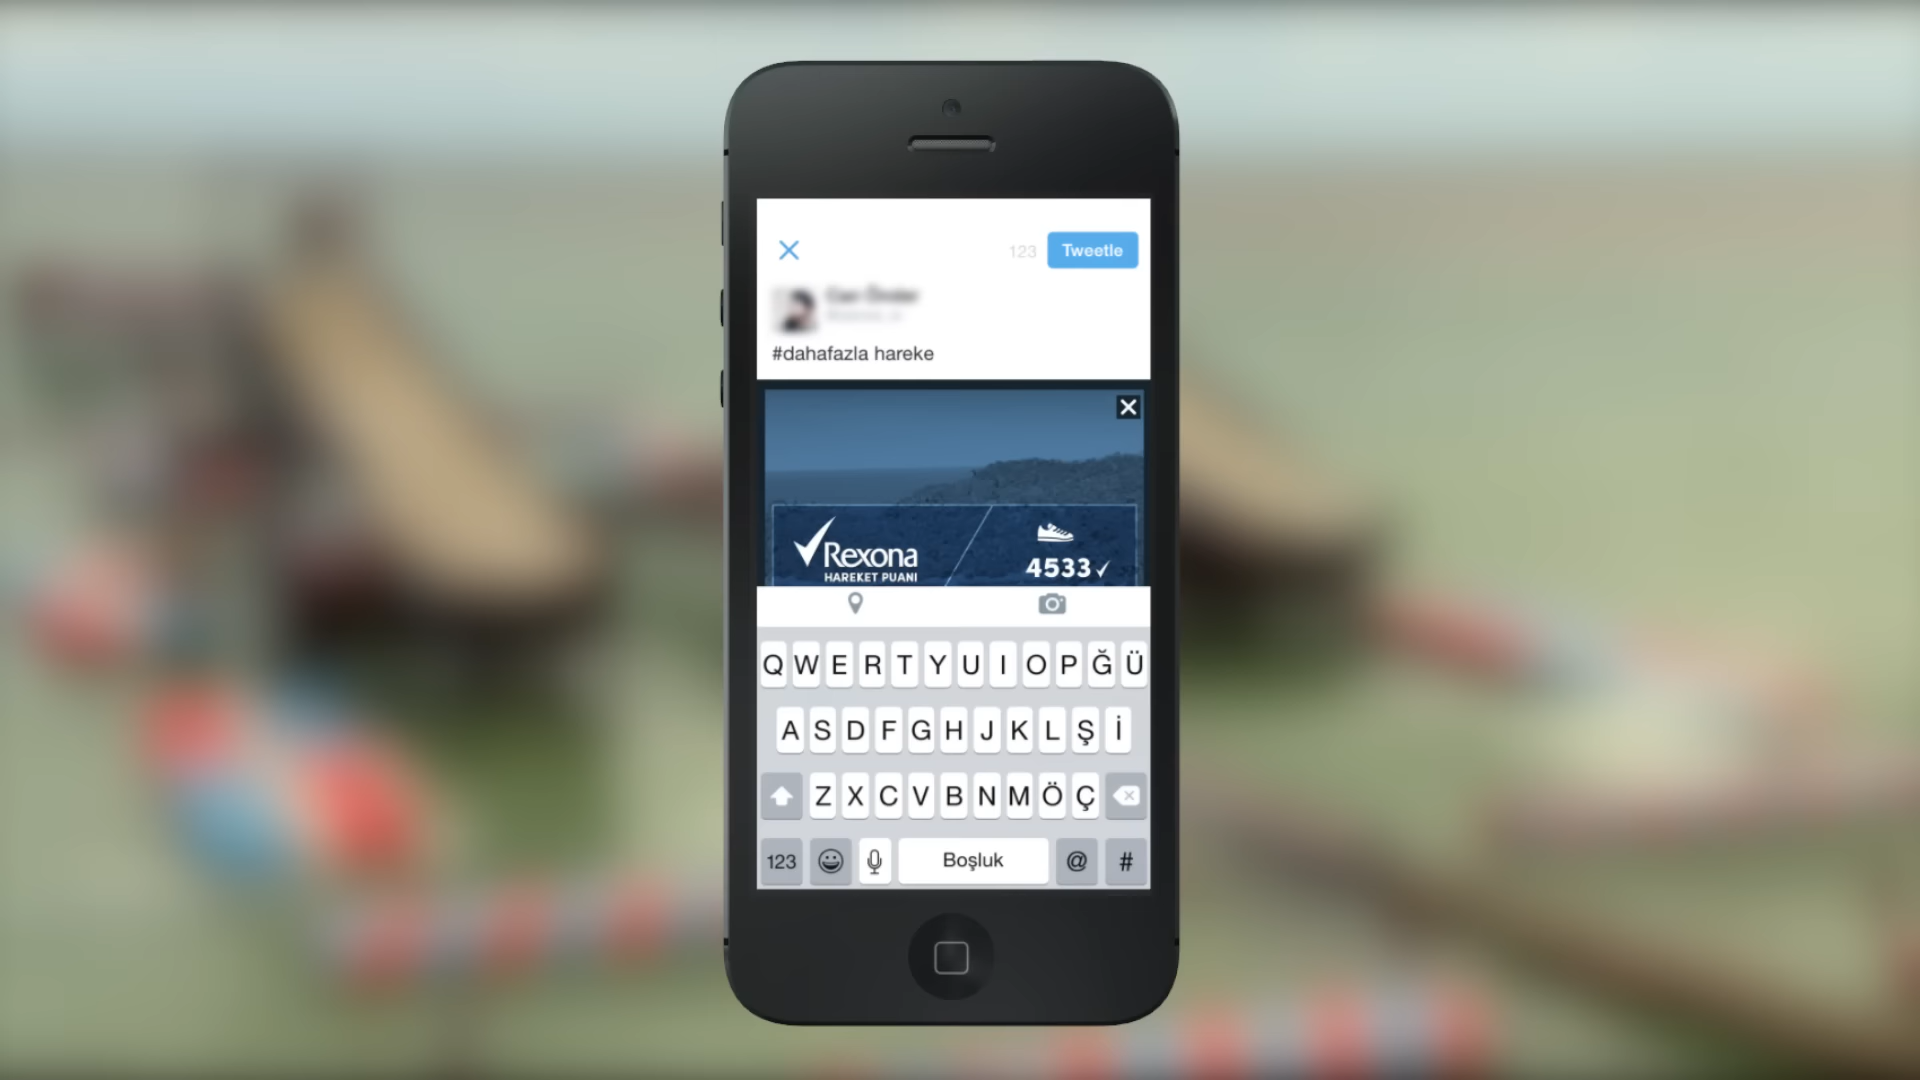 123 Tweetle
#dahafazla hareke
Rexona
HAREKET PUANI
4533
Q W E R T Y U I O P Ğ Ü
A S D F G H J K L Ş İ
Z X C V B N M Ö Ç
123 Boşluk @ #